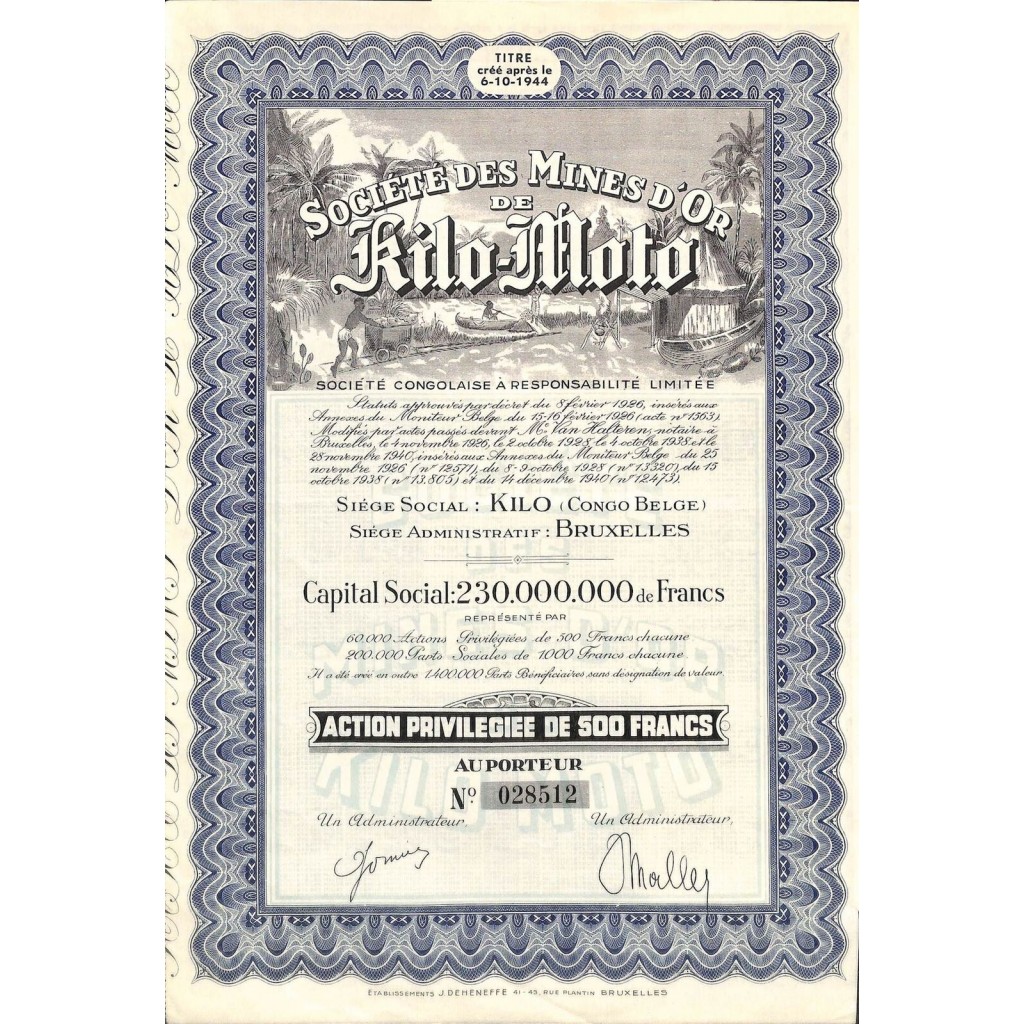 TITRE
créé après le
6-10-1944
SOCIÉTÉ DES MINES D'OR
DE
Kilo-Moto
SOCIÉTÉ CONGOLAISE À RESPONSABILITÉ LIMITÉE
Statuts approuvés par décret du 8 février 1926, insérés aux
Annexes du Moniteur Belge du 15-16 février 1926 (acte n° 1363).
Modifiés par actes passés devant Me Van Halteren, notaire à
Bruxelles, le 4 novembre 1926, le 2 octobre 1928, le 4 octobre 1938 et le
28 novembre 1940, insérés aux Annexes du Moniteur Belge du 25
novembre 1926 (n° 12571), du 8-9 octobre 1928 (n° 13320), du 15
octobre 1938 (n° 13.805) et du 14 décembre 1940 (n° 12473).
SIÉGE SOCIAL : KILO (CONGO BELGE)
SIÉGE ADMINISTRATIF : BRUXELLES
Capital Social: 230.000.000 de Francs
REPRÉSENTÉ PAR
60.000 Actions Privilégiées de 500 Francs chacune
200.000 Parts Sociales de 1000 Francs chacune
Il a été créé en outre 1.400.000 Parts Bénéficiaires sans désignation de valeur
ACTION PRIVILEGIEE DE 500 FRANCS
AU PORTEUR
No. 028512
Un Administrateur,
Un Administrateur,
ÉTABLISSEMENTS J. DEHENEFFE 41-45, RUE PLANTIN BRUXELLES